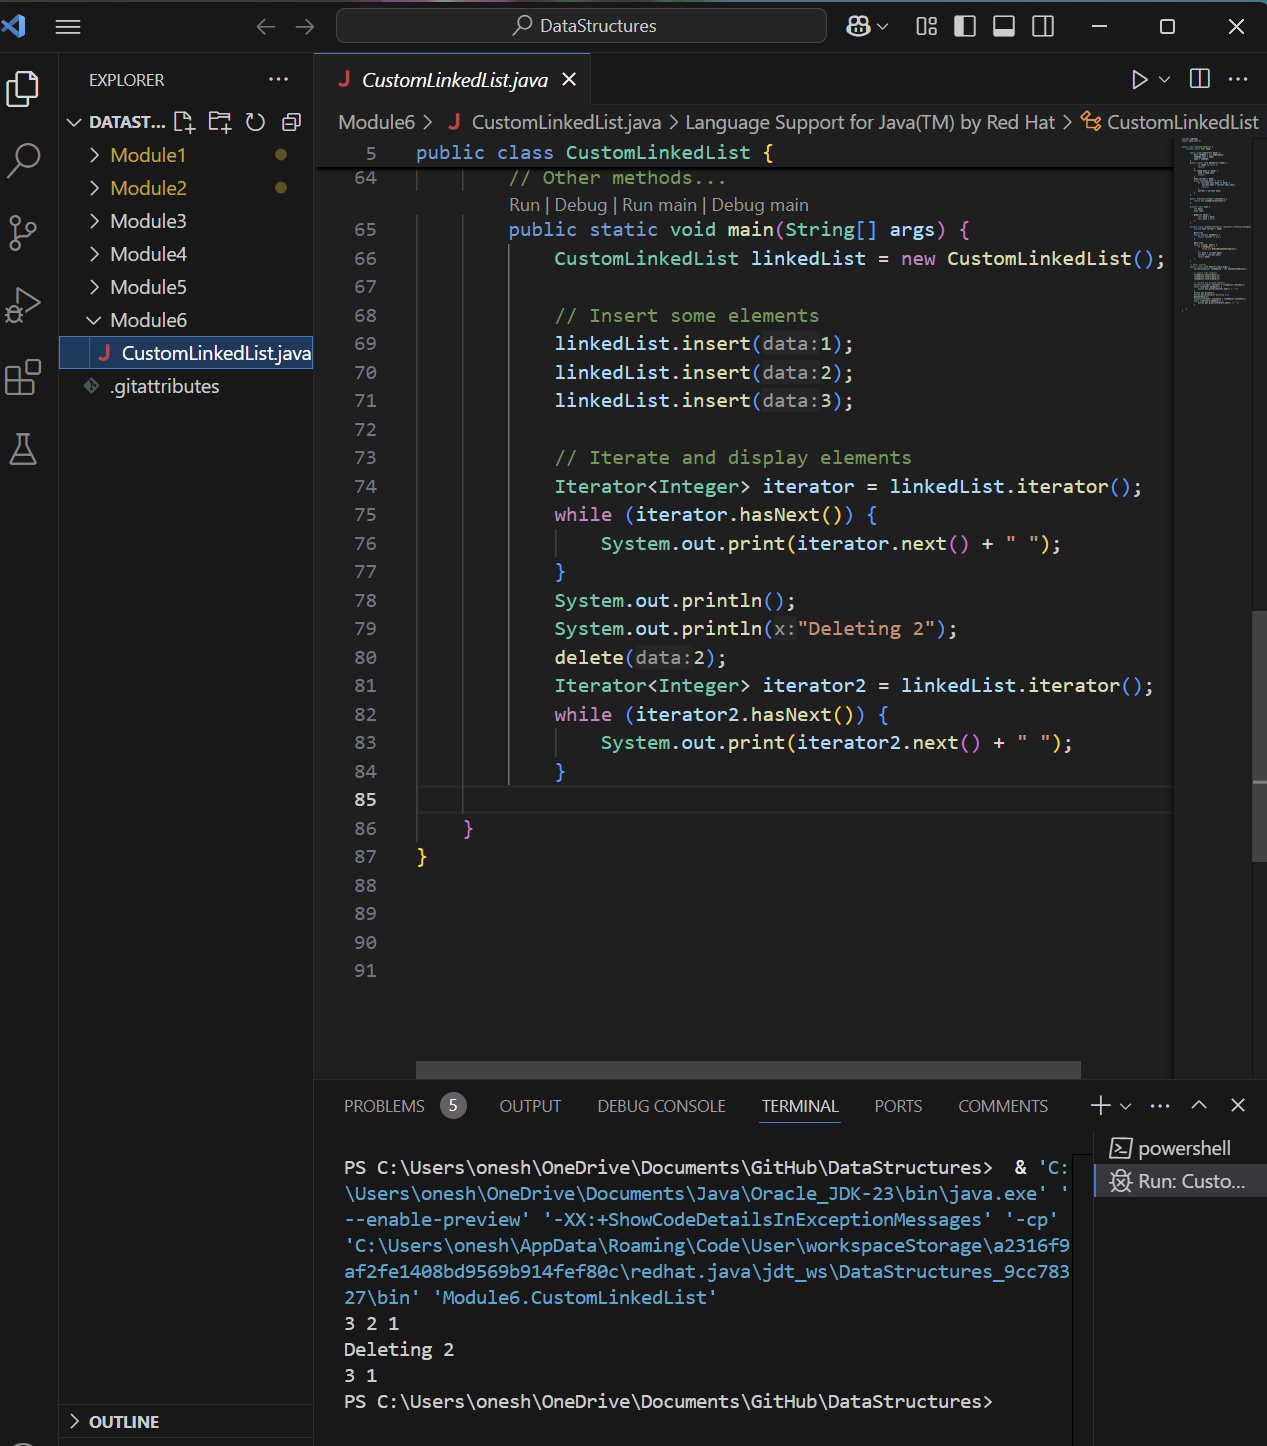 DataStructures
EXPLORER
CustomLinkedList.java
DATAST...
Module6 > CustomLinkedList.java > Language Support for Java(TM) by Red Hat > CustomLinkedList
Module1
Module2
Module3
Module4
Module5
Module6
CustomLinkedList.java
.gitattributes
5 public class CustomLinkedList {
64 // Other methods...
Run | Debug | Run main | Debug main
65 public static void main(String[] args) {
66 CustomLinkedList linkedList = new CustomLinkedList();
67
68 // Insert some elements
69 linkedList.insert(data:1);
70 linkedList.insert(data:2);
71 linkedList.insert(data:3);
72
73 // Iterate and display elements
74 Iterator<Integer> iterator = linkedList.iterator();
75 while (iterator.hasNext()) {
76 System.out.print(iterator.next() + " ");
77 }
78 System.out.println();
79 System.out.println(x:"Deleting 2");
80 delete(data:2);
81 Iterator<Integer> iterator2 = linkedList.iterator();
82 while (iterator2.hasNext()) {
83 System.out.print(iterator2.next() + " ");
84 }
85
86 }
87 }
88
89
90
91
PROBLEMS 5 OUTPUT DEBUG CONSOLE TERMINAL PORTS COMMENTS
powershell
Run: Custo...
PS C:\Users\onesh\OneDrive\Documents\GitHub\DataStructures>  & 'C:
\Users\onesh\OneDrive\Documents\Java\Oracle_JDK-23\bin\java.exe' '
--enable-preview' '-XX:+ShowCodeDetailsInExceptionMessages' '-cp'
'C:\Users\onesh\AppData\Roaming\Code\User\workspaceStorage\a2316f9
af2fe1408bd9569b914fef80c\redhat.java\jdt_ws\DataStructures_9cc783
27\bin' 'Module6.CustomLinkedList'
3 2 1
Deleting 2
3 1
PS C:\Users\onesh\OneDrive\Documents\GitHub\DataStructures>
OUTLINE